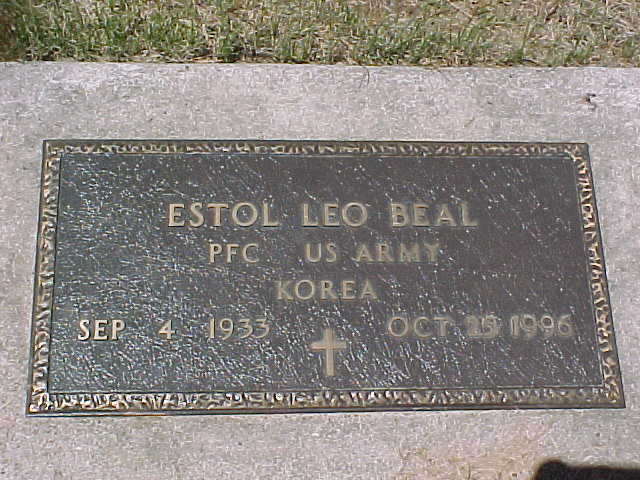 ESTOL LEO BEAL
PFC US ARMY
KOREA
SEP 4 1933 OCT 25 1996